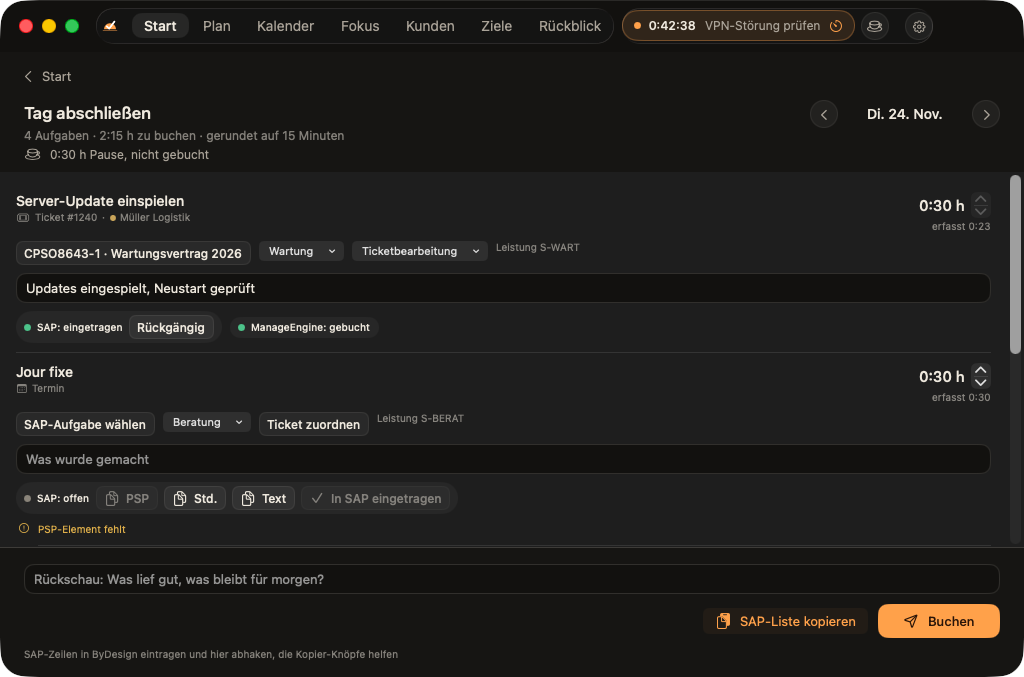 Start Plan Kalender Fokus Kunden Ziele Rückblick 0:42:38 VPN-Störung prüfen
Start
Tag abschließen
Di. 24. Nov.
4 Aufgaben · 2:15 h zu buchen · gerundet auf 15 Minuten
0:30 h Pause, nicht gebucht
Server-Update einspielen
0:30 h
Ticket #1240 · Müller Logistik
erfasst 0:23
CPSO8643-1 · Wartungsvertrag 2026 Wartung Ticketbearbeitung Leistung S-WART
Updates eingespielt, Neustart geprüft
SAP: eingetragen Rückgängig ManageEngine: gebucht
Jour fixe
0:30 h
Termin
erfasst 0:30
SAP-Aufgabe wählen Beratung Ticket zuordnen Leistung S-BERAT
Was wurde gemacht
SAP: offen PSP Std. Text In SAP eingetragen
PSP-Element fehlt
Rückschau: Was lief gut, was bleibt für morgen?
SAP-Liste kopieren Buchen
SAP-Zeilen in ByDesign eintragen und hier abhaken, die Kopier-Knöpfe helfen